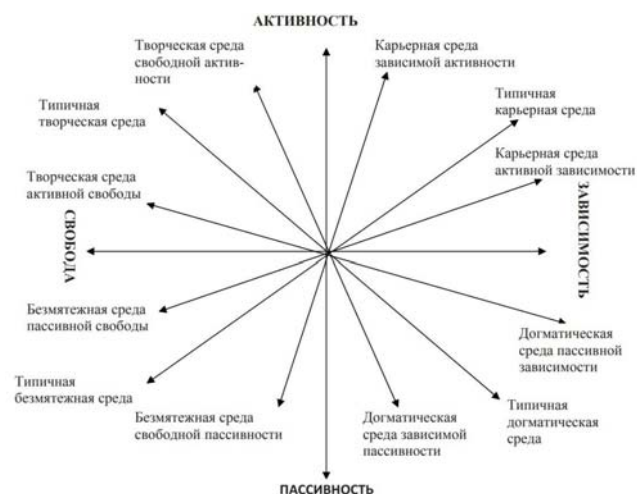 АКТИВНОСТЬ
Творческая среда
свободной актив-
ности
Карьерная среда
зависимой активности
Типичная
творческая среда
Типичная
карьерная среда
Творческая среда
активной свободы
Карьерная среда
активной зависимости
СВОБОДА
ЗАВИСИМОСТЬ
Безмятежная среда
пассивной свободы
Догматическая
среда пассивной
зависимости
Типичная
безмятежная среда
Безмятежная среда
свободной пассивности
Догматическая
среда зависимой
пассивности
Типичная
догматическая
среда
ПАССИВНОСТЬ